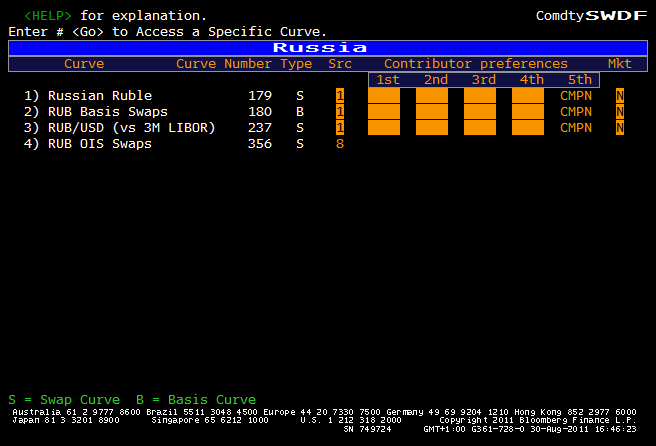 <HELP> for explanation. ComdtySWDF
Enter # <Go> to Access a Specific Curve.
Russia
Curve Curve Number Type Src Contributor preferences Mkt
1st 2nd 3rd 4th 5th
1) Russian Ruble 179 S 1 CMPN N
2) RUB Basis Swaps 180 B 1 CMPN N
3) RUB/USD (vs 3M LIBOR) 237 S 1 CMPN N
4) RUB OIS Swaps 356 S 8
S = Swap Curve B = Basis Curve
Australia 61 2 9777 8600 Brazil 5511 3048 4500 Europe 44 20 7330 7500 Germany 49 69 9204 1210 Hong Kong 852 2977 6000
Japan 81 3 3201 8900 Singapore 65 6212 1000 U.S. 1 212 318 2000 Copyright 2011 Bloomberg Finance L.P.
SN 749724 GMT+1:00 G361-728-0 30-Aug-2011 16:46:23